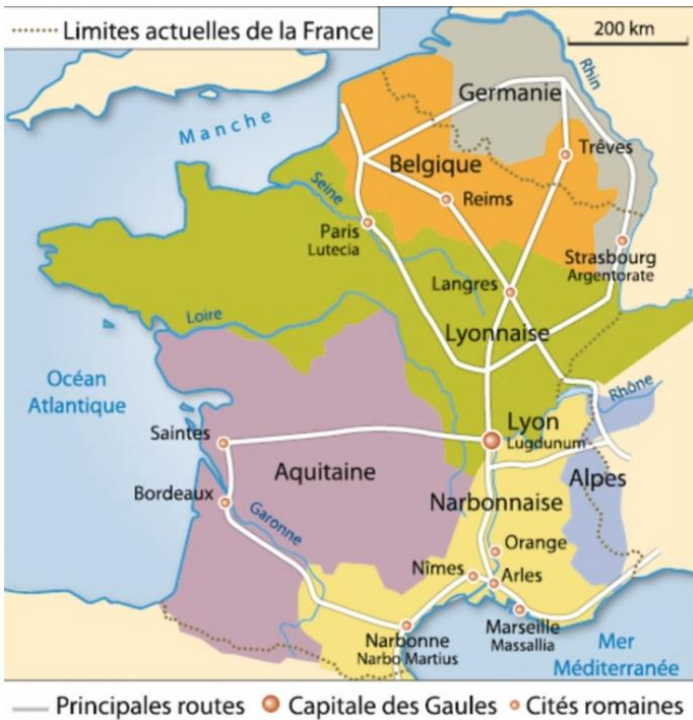 Limites actuelles de la France
200 km
Rhin
Germanie
Manche
Trêves
Belgique
Seine
Reims
Paris
Lutecia
Strasbourg
Argentorate
Langres
Loire
Lyonnaise
Océan
Atlantique
Rhône
Lyon
Lugdunum
Saintes
Aquitaine
Alpes
Bordeaux
Narbonnaise
Garonne
Orange
Nîmes
Arles
Marseille
Massallia
Narbonne
Narbo Martius
Mer
Méditerranée
Principales routes
Capitale des Gaules
Cités romaines